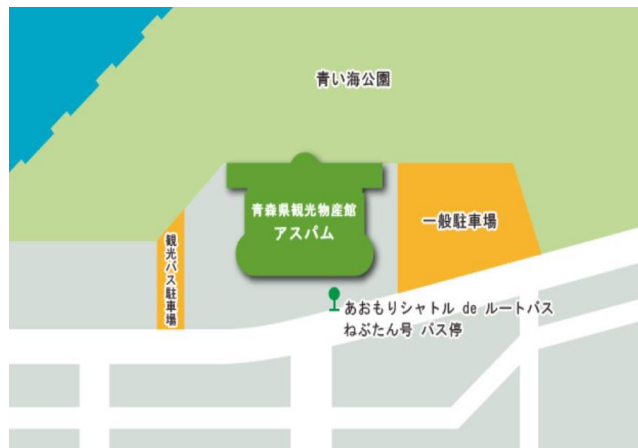 青い海公園
青森県観光物産館
アスパム
一般駐車場
観光バス駐車場
あおもりシャトル de ルートバス
ねぶたん号 バス停